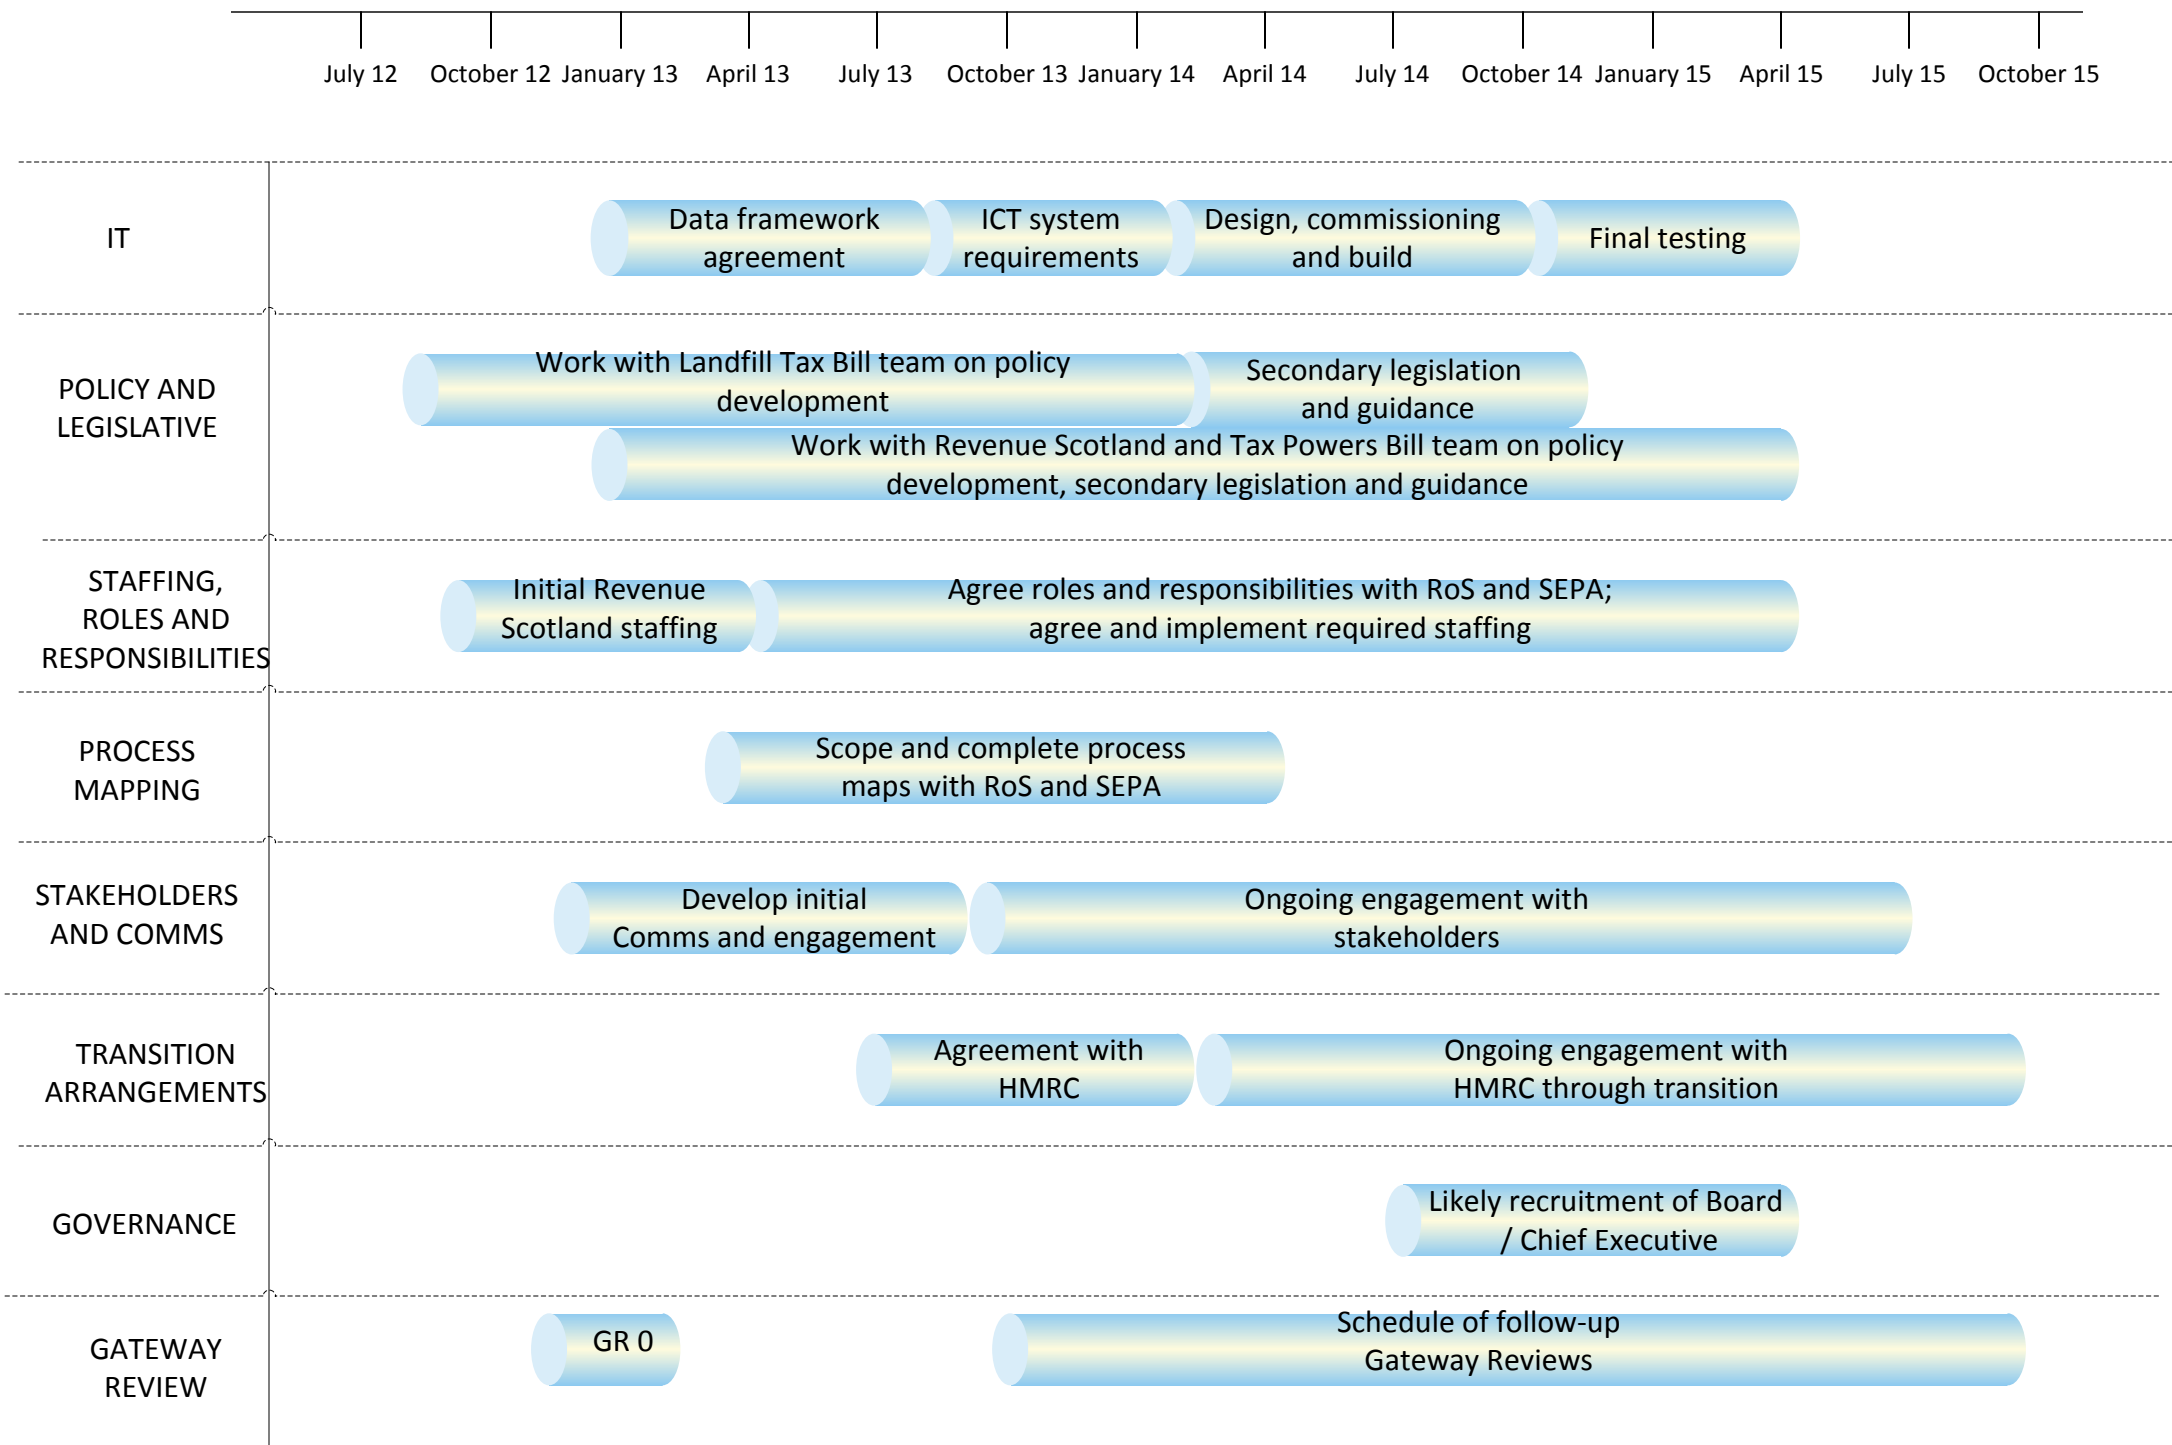 July 12 October 12 January 13 April 13 July 13 October 13 January 14 April 14 July 14 October 14 January 15 April 15 July 15 October 15
IT
Data framework
agreement
ICT system
requirements
Design, commissioning
and build
Final testing
POLICY AND
LEGISLATIVE
Work with Landfill Tax Bill team on policy
development
Secondary legislation
and guidance
Work with Revenue Scotland and Tax Powers Bill team on policy
development, secondary legislation and guidance
STAFFING,
ROLES AND
RESPONSIBILITIES
Initial Revenue
Scotland staffing
Agree roles and responsibilities with RoS and SEPA;
agree and implement required staffing
PROCESS
MAPPING
Scope and complete process
maps with RoS and SEPA
STAKEHOLDERS
AND COMMS
Develop initial
Comms and engagement
Ongoing engagement with
stakeholders
TRANSITION
ARRANGEMENTS
Agreement with
HMRC
Ongoing engagement with
HMRC through transition
GOVERNANCE
Likely recruitment of Board
/ Chief Executive
GATEWAY
REVIEW
GR 0
Schedule of follow-up
Gateway Reviews